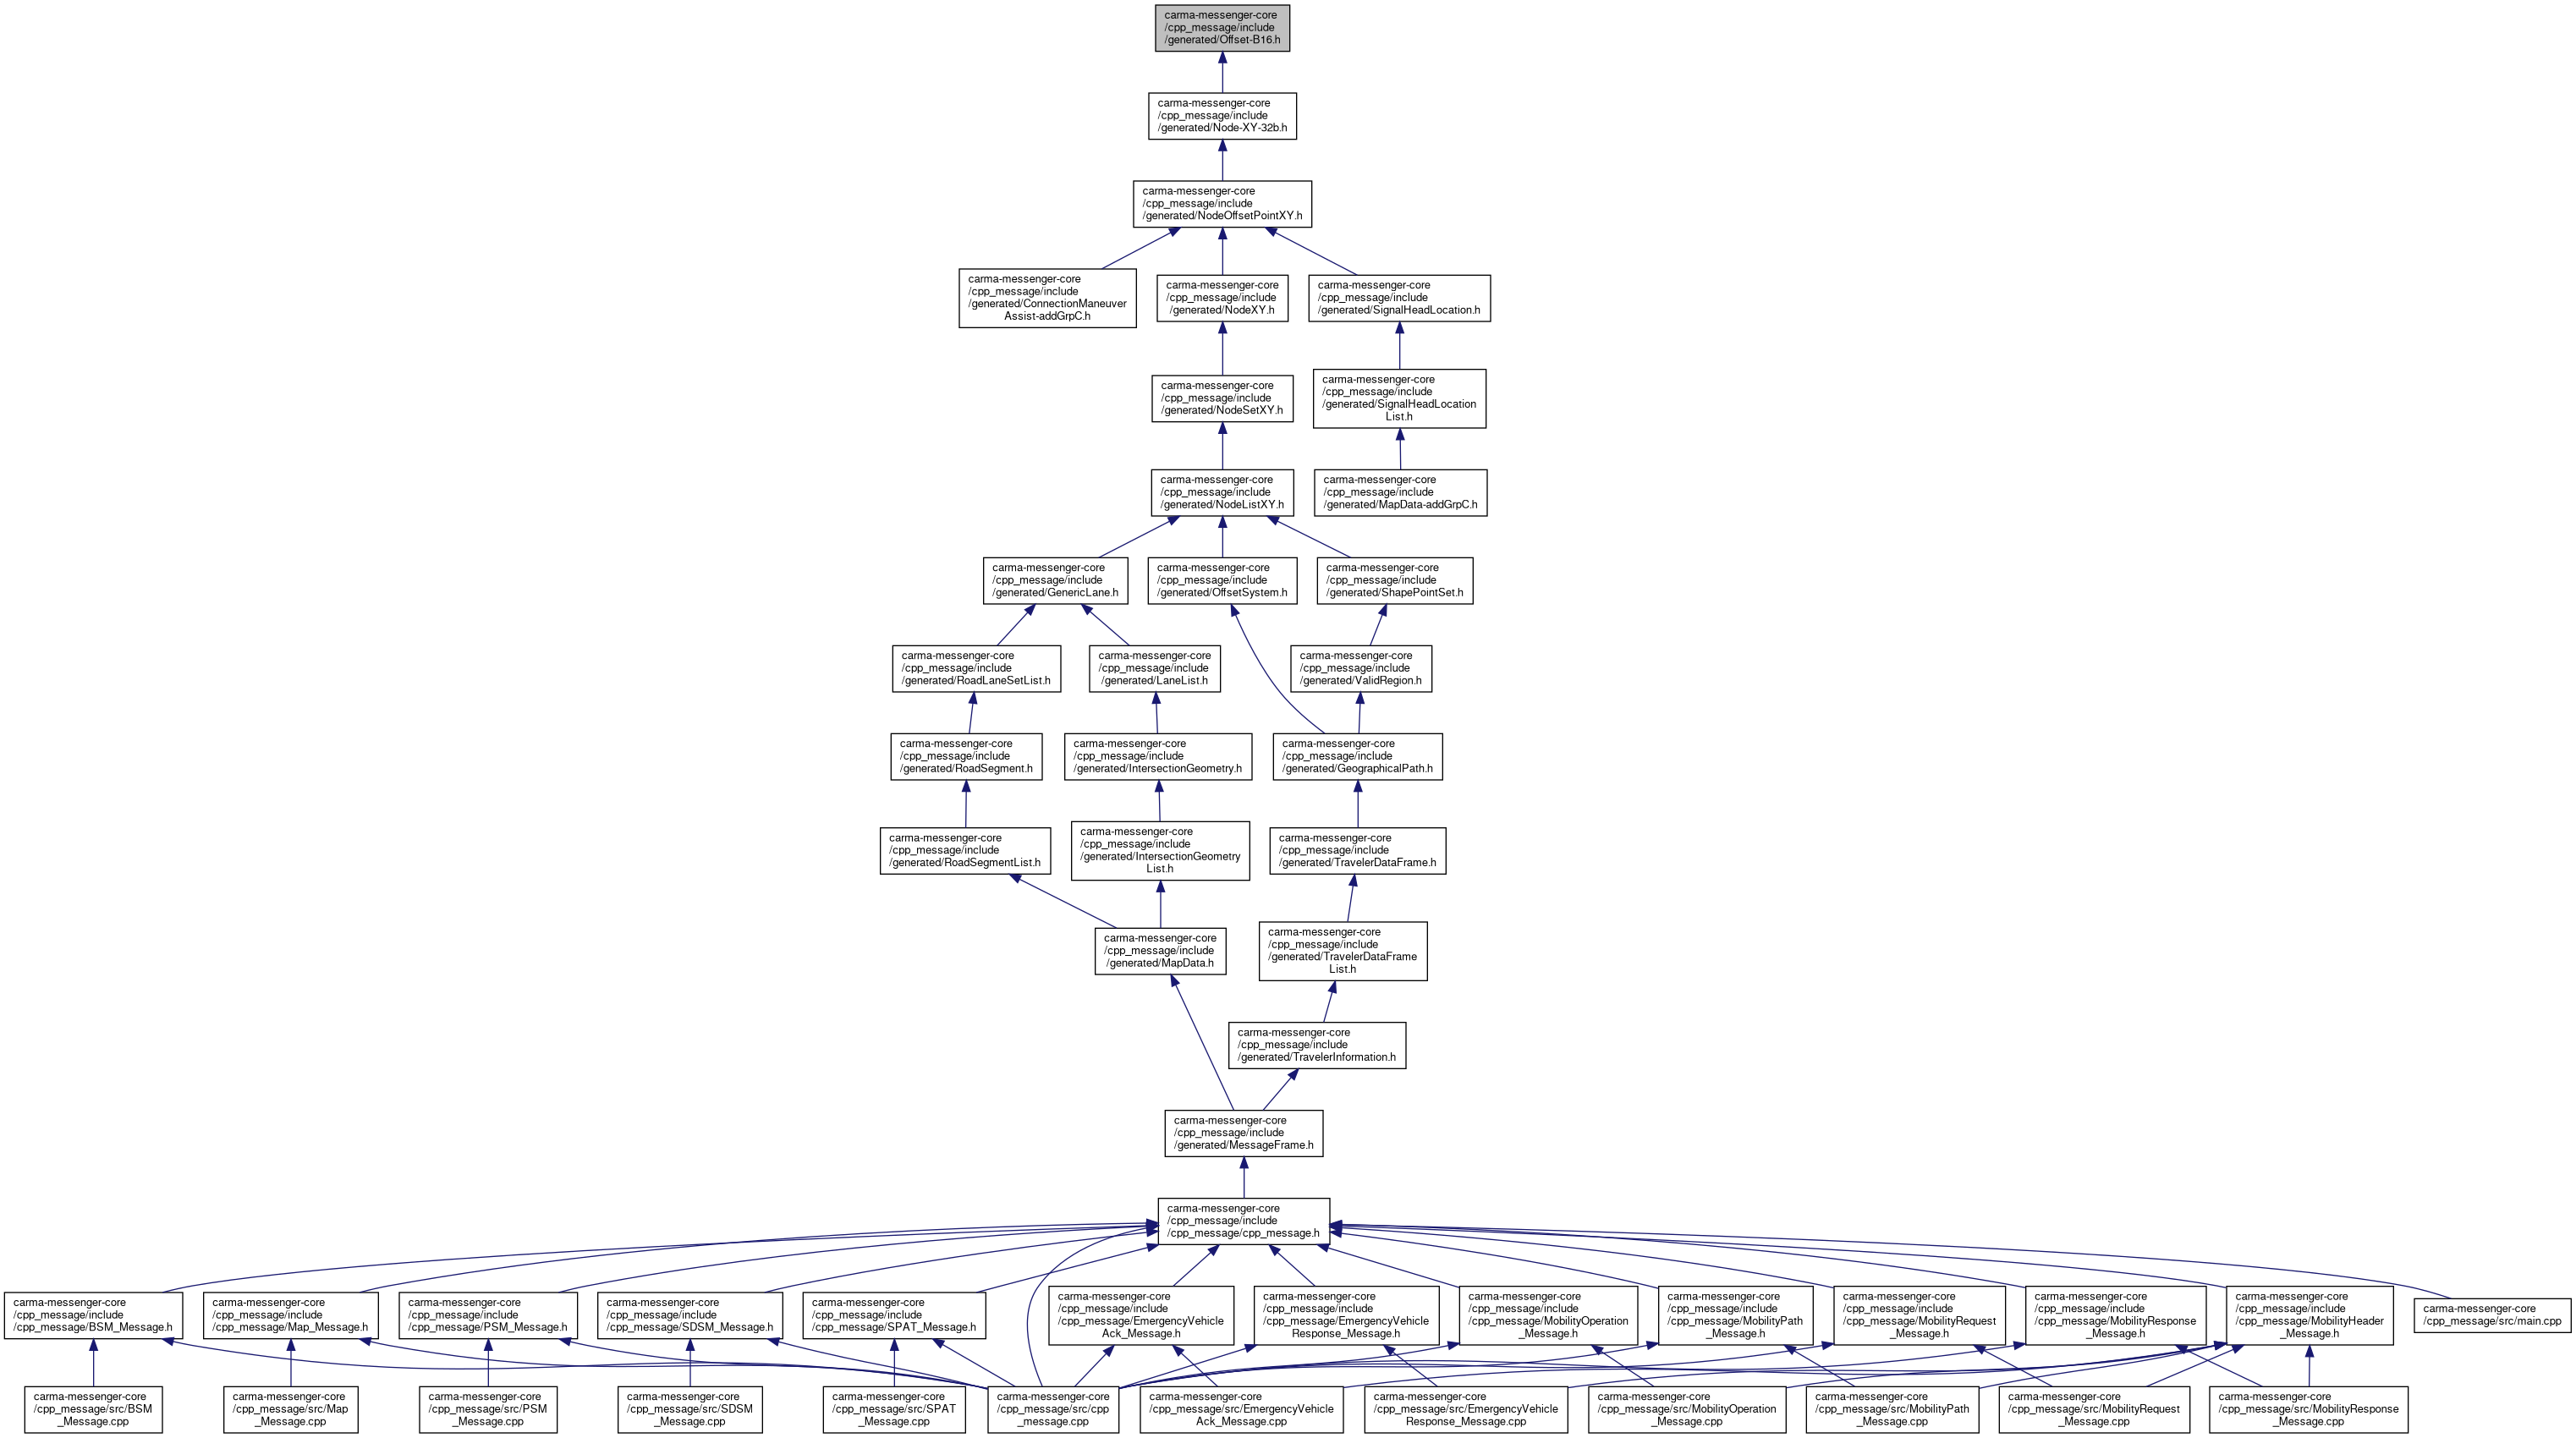 carma-messenger-core
/cpp_message/include
/generated/Offset-B16.h
carma-messenger-core
/cpp_message/include
/generated/Node-XY-32b.h
carma-messenger-core
/cpp_message/include
/generated/NodeOffsetPointXY.h
carma-messenger-core
/cpp_message/include
/generated/ConnectionManeuver
Assist-addGrpC.h
carma-messenger-core
/cpp_message/include
/generated/NodeXY.h
carma-messenger-core
/cpp_message/include
/generated/SignalHeadLocation.h
carma-messenger-core
/cpp_message/include
/generated/NodeSetXY.h
carma-messenger-core
/cpp_message/include
/generated/SignalHeadLocation
List.h
carma-messenger-core
/cpp_message/include
/generated/NodeListXY.h
carma-messenger-core
/cpp_message/include
/generated/MapData-addGrpC.h
carma-messenger-core
/cpp_message/include
/generated/GenericLane.h
carma-messenger-core
/cpp_message/include
/generated/OffsetSystem.h
carma-messenger-core
/cpp_message/include
/generated/ShapePointSet.h
carma-messenger-core
/cpp_message/include
/generated/RoadLaneSetList.h
carma-messenger-core
/cpp_message/include
/generated/LaneList.h
carma-messenger-core
/cpp_message/include
/generated/ValidRegion.h
carma-messenger-core
/cpp_message/include
/generated/RoadSegment.h
carma-messenger-core
/cpp_message/include
/generated/IntersectionGeometry.h
carma-messenger-core
/cpp_message/include
/generated/GeographicalPath.h
carma-messenger-core
/cpp_message/include
/generated/RoadSegmentList.h
carma-messenger-core
/cpp_message/include
/generated/IntersectionGeometry
List.h
carma-messenger-core
/cpp_message/include
/generated/TravelerDataFrame.h
carma-messenger-core
/cpp_message/include
/generated/MapData.h
carma-messenger-core
/cpp_message/include
/generated/TravelerDataFrame
List.h
carma-messenger-core
/cpp_message/include
/generated/TravelerInformation.h
carma-messenger-core
/cpp_message/include
/generated/MessageFrame.h
carma-messenger-core
/cpp_message/include
/cpp_message/cpp_message.h
carma-messenger-core
/cpp_message/include
/cpp_message/BSM_Message.h
carma-messenger-core
/cpp_message/include
/cpp_message/Map_Message.h
carma-messenger-core
/cpp_message/include
/cpp_message/PSM_Message.h
carma-messenger-core
/cpp_message/include
/cpp_message/SDSM_Message.h
carma-messenger-core
/cpp_message/include
/cpp_message/SPAT_Message.h
carma-messenger-core
/cpp_message/include
/cpp_message/EmergencyVehicle
Ack_Message.h
carma-messenger-core
/cpp_message/include
/cpp_message/EmergencyVehicle
Response_Message.h
carma-messenger-core
/cpp_message/include
/cpp_message/MobilityOperation
_Message.h
carma-messenger-core
/cpp_message/include
/cpp_message/MobilityPath
_Message.h
carma-messenger-core
/cpp_message/include
/cpp_message/MobilityRequest
_Message.h
carma-messenger-core
/cpp_message/include
/cpp_message/MobilityResponse
_Message.h
carma-messenger-core
/cpp_message/include
/cpp_message/MobilityHeader
_Message.h
carma-messenger-core
/cpp_message/src/main.cpp
carma-messenger-core
/cpp_message/src/BSM
_Message.cpp
carma-messenger-core
/cpp_message/src/Map
_Message.cpp
carma-messenger-core
/cpp_message/src/PSM
_Message.cpp
carma-messenger-core
/cpp_message/src/SDSM
_Message.cpp
carma-messenger-core
/cpp_message/src/SPAT
_Message.cpp
carma-messenger-core
/cpp_message/src/cpp
_message.cpp
carma-messenger-core
/cpp_message/src/EmergencyVehicle
Ack_Message.cpp
carma-messenger-core
/cpp_message/src/EmergencyVehicle
Response_Message.cpp
carma-messenger-core
/cpp_message/src/MobilityOperation
_Message.cpp
carma-messenger-core
/cpp_message/src/MobilityPath
_Message.cpp
carma-messenger-core
/cpp_message/src/MobilityRequest
_Message.cpp
carma-messenger-core
/cpp_message/src/MobilityResponse
_Message.cpp